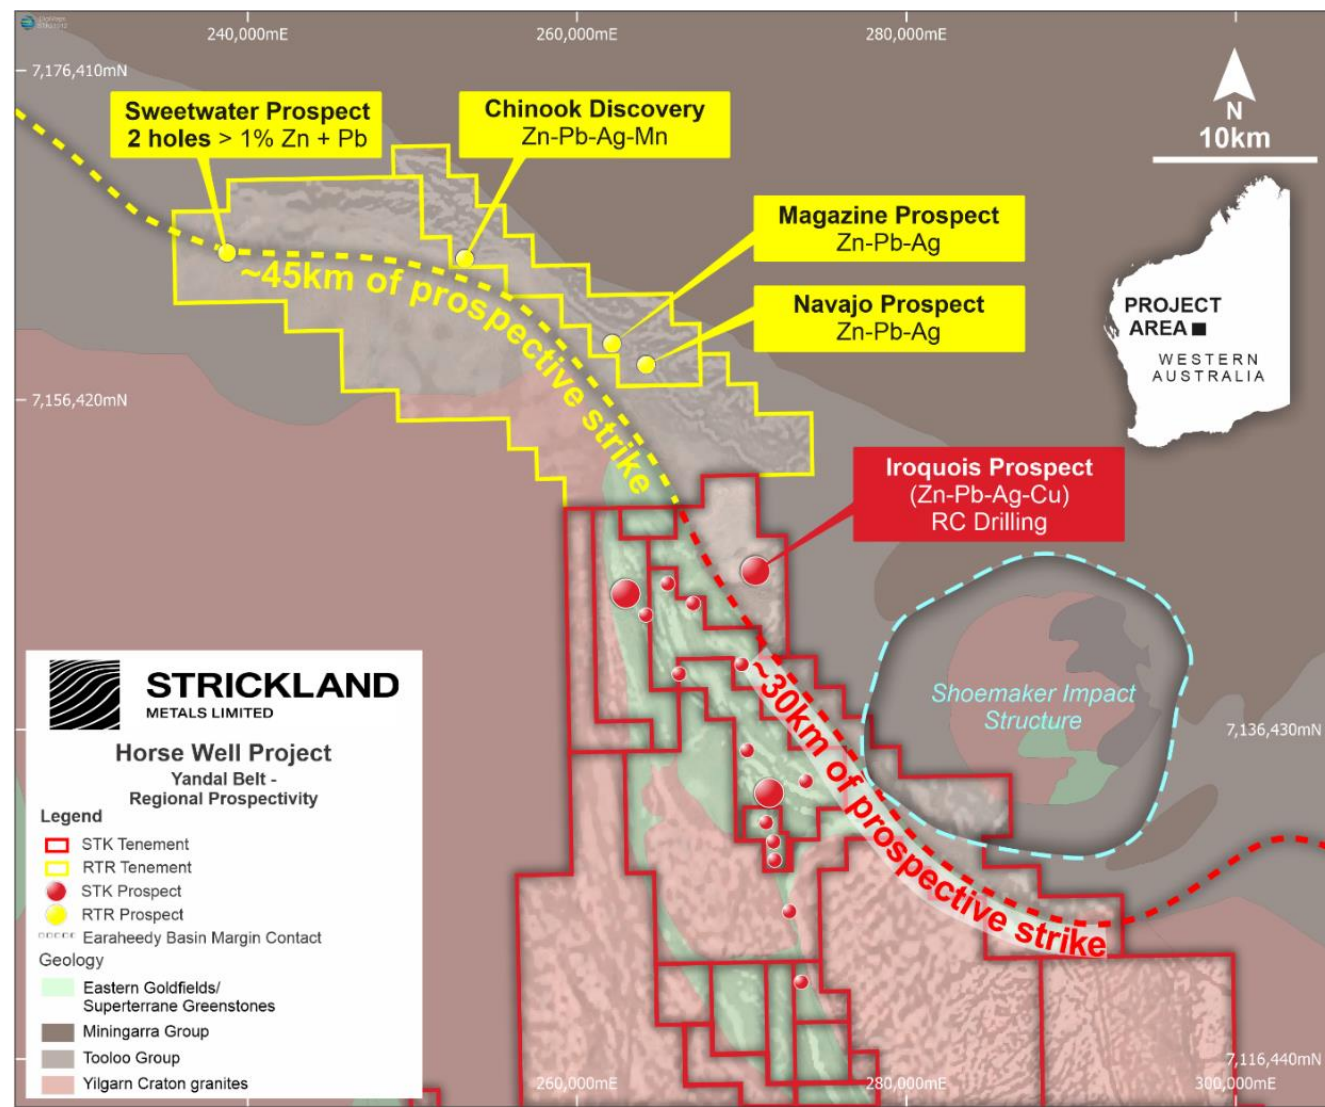 240,000mE
260,000mE
280,000mE
7,176,410mN
Sweetwater Prospect
2 holes > 1% Zn + Pb
Chinook Discovery
Zn-Pb-Ag-Mn
N
10km
Magazine Prospect
Zn-Pb-Ag
Navajo Prospect
Zn-Pb-Ag
PROJECT
AREA
WESTERN
AUSTRALIA
~45km of prospective strike
7,156,420mN
Iroquois Prospect
(Zn-Pb-Ag-Cu)
RC Drilling
Shoemaker Impact
Structure
~30km of prospective strike
7,136,430mN
STRICKLAND
METALS LIMITED
Horse Well Project
Yandal Belt -
Regional Prospectivity
Legend
STK Tenement
RTR Tenement
STK Prospect
RTR Prospect
Earaheedy Basin Margin Contact
Geology
Eastern Goldfields/
Superterrane Greenstones
Miningarra Group
Tooloo Group
Yilgarn Craton granites
7,116,440mN
260,000mE
280,000mE
300,000mE